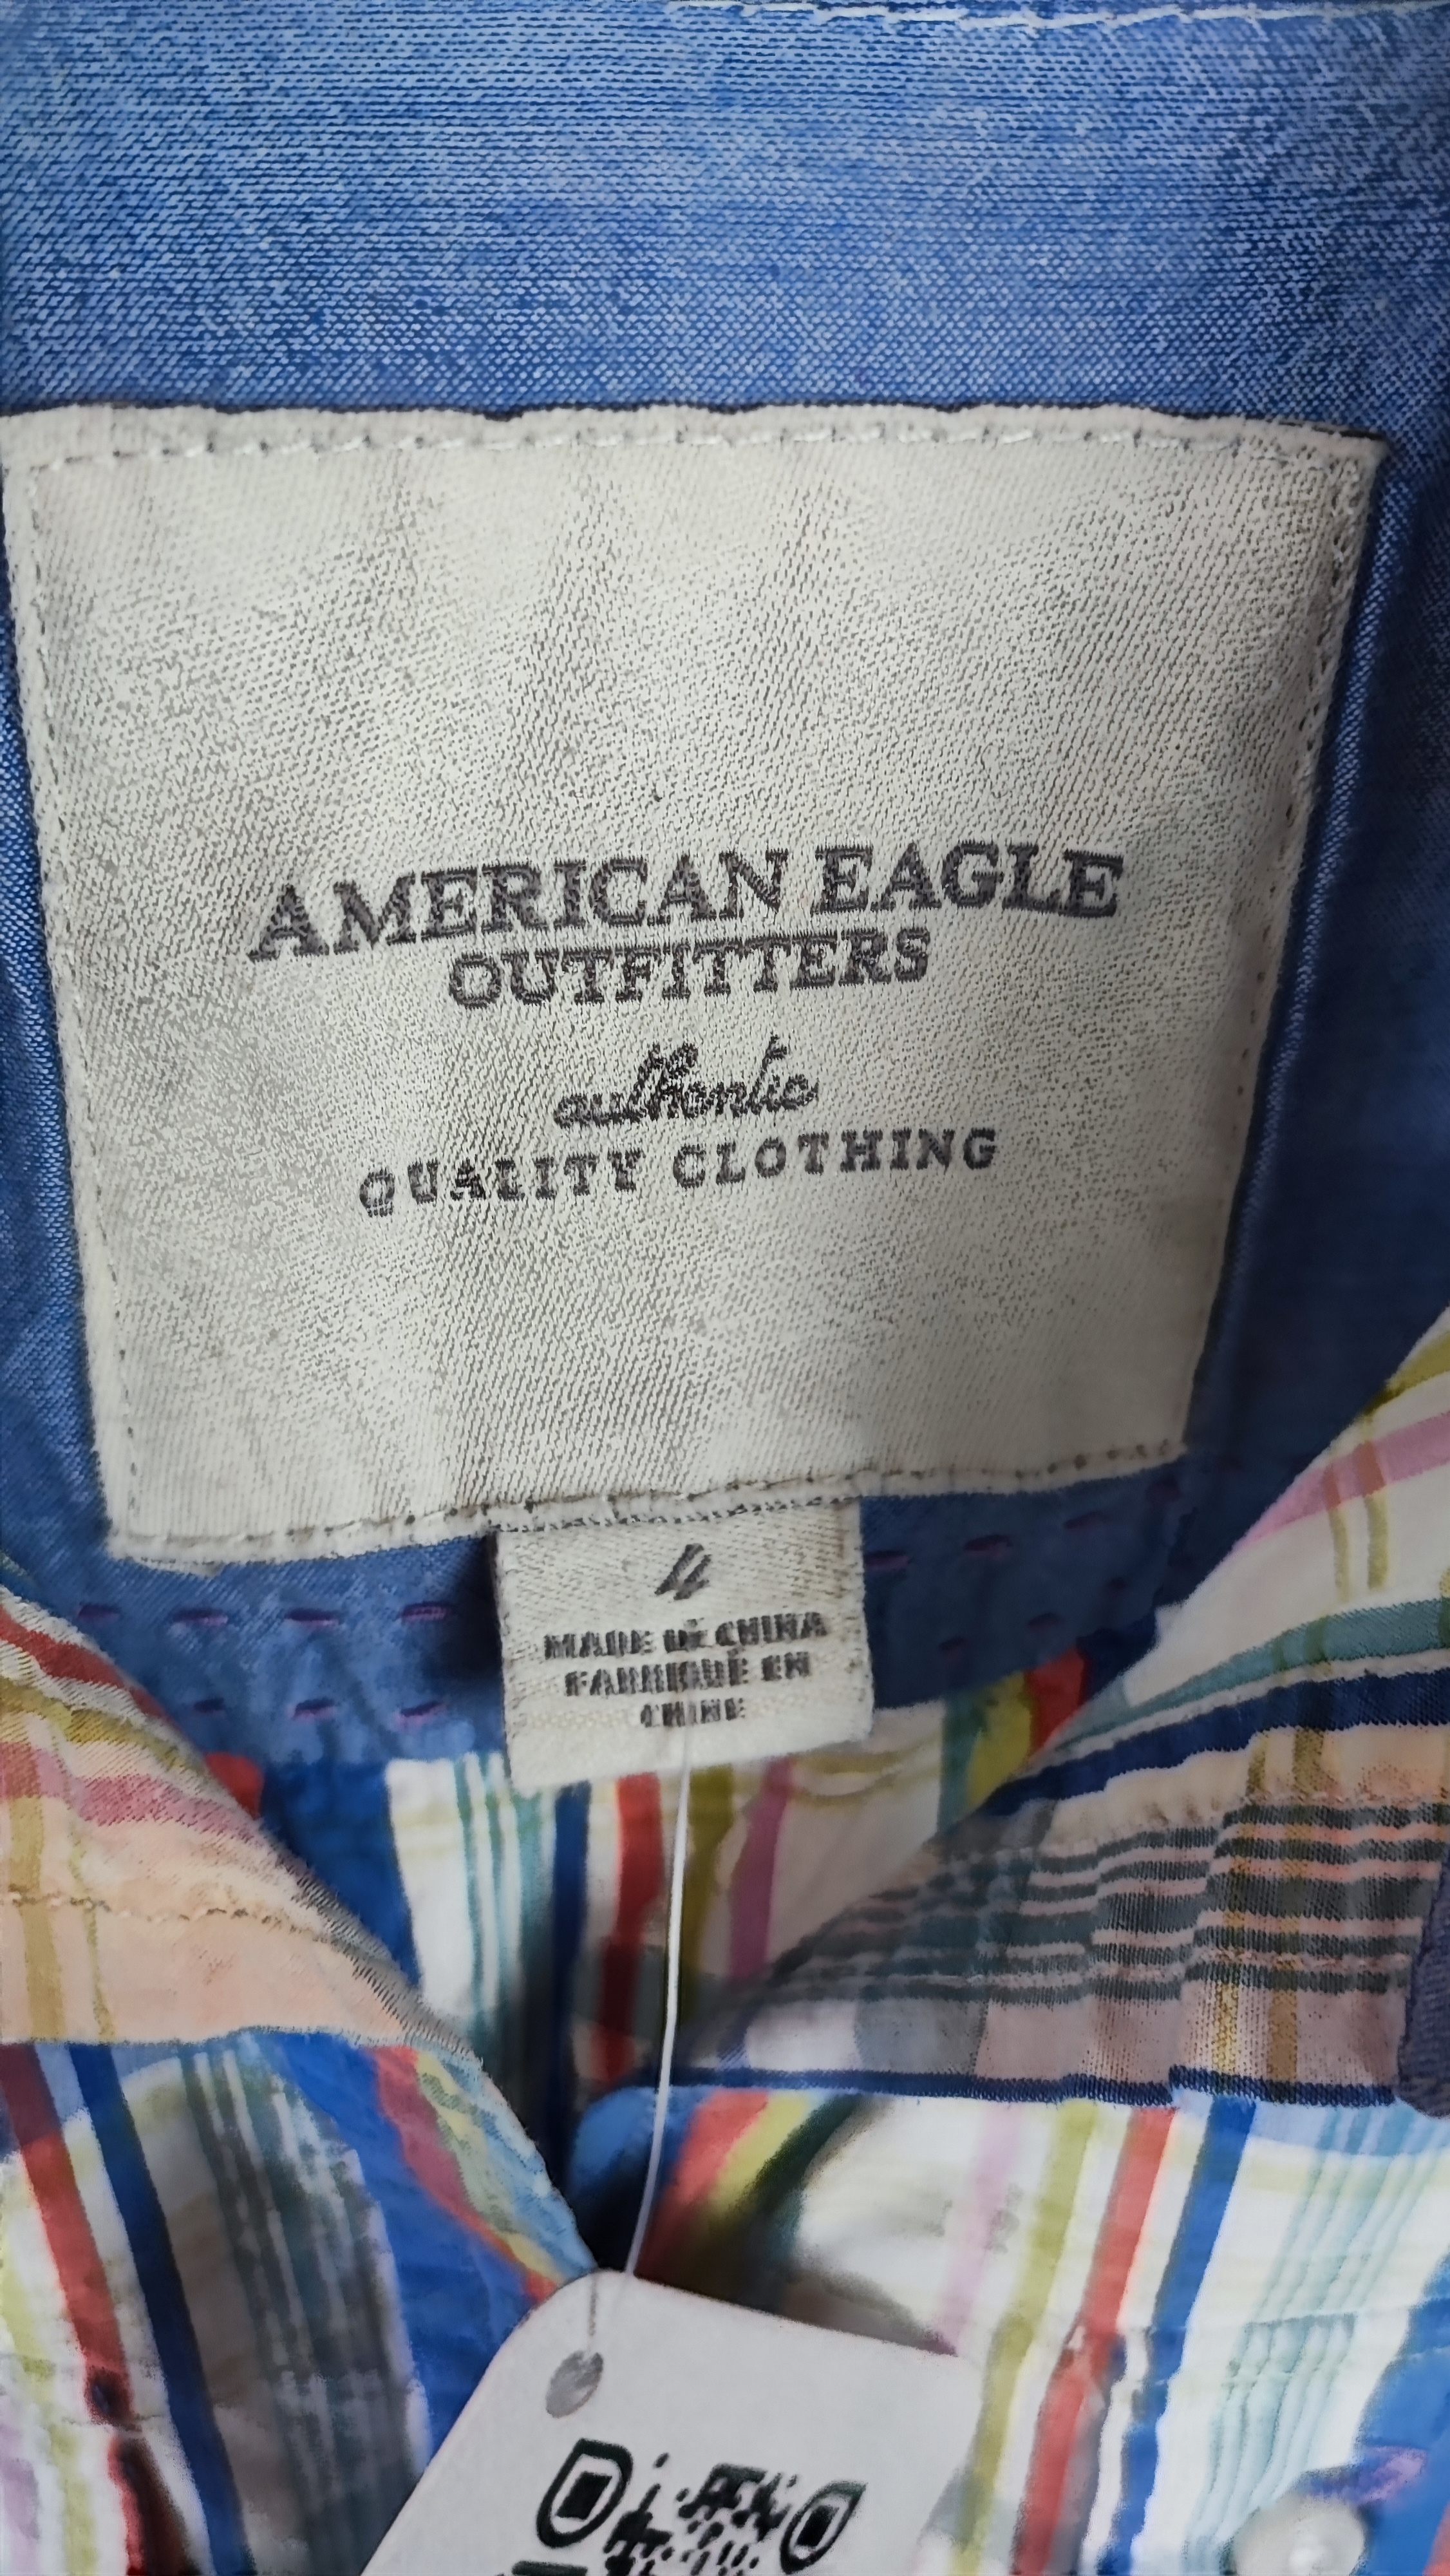 AMERICAN EAGLE
OUTFITTERS
authentic
QUALITY CLOTHING
4
MADE IN CHINA
FABRIQUÉ EN
CHINE